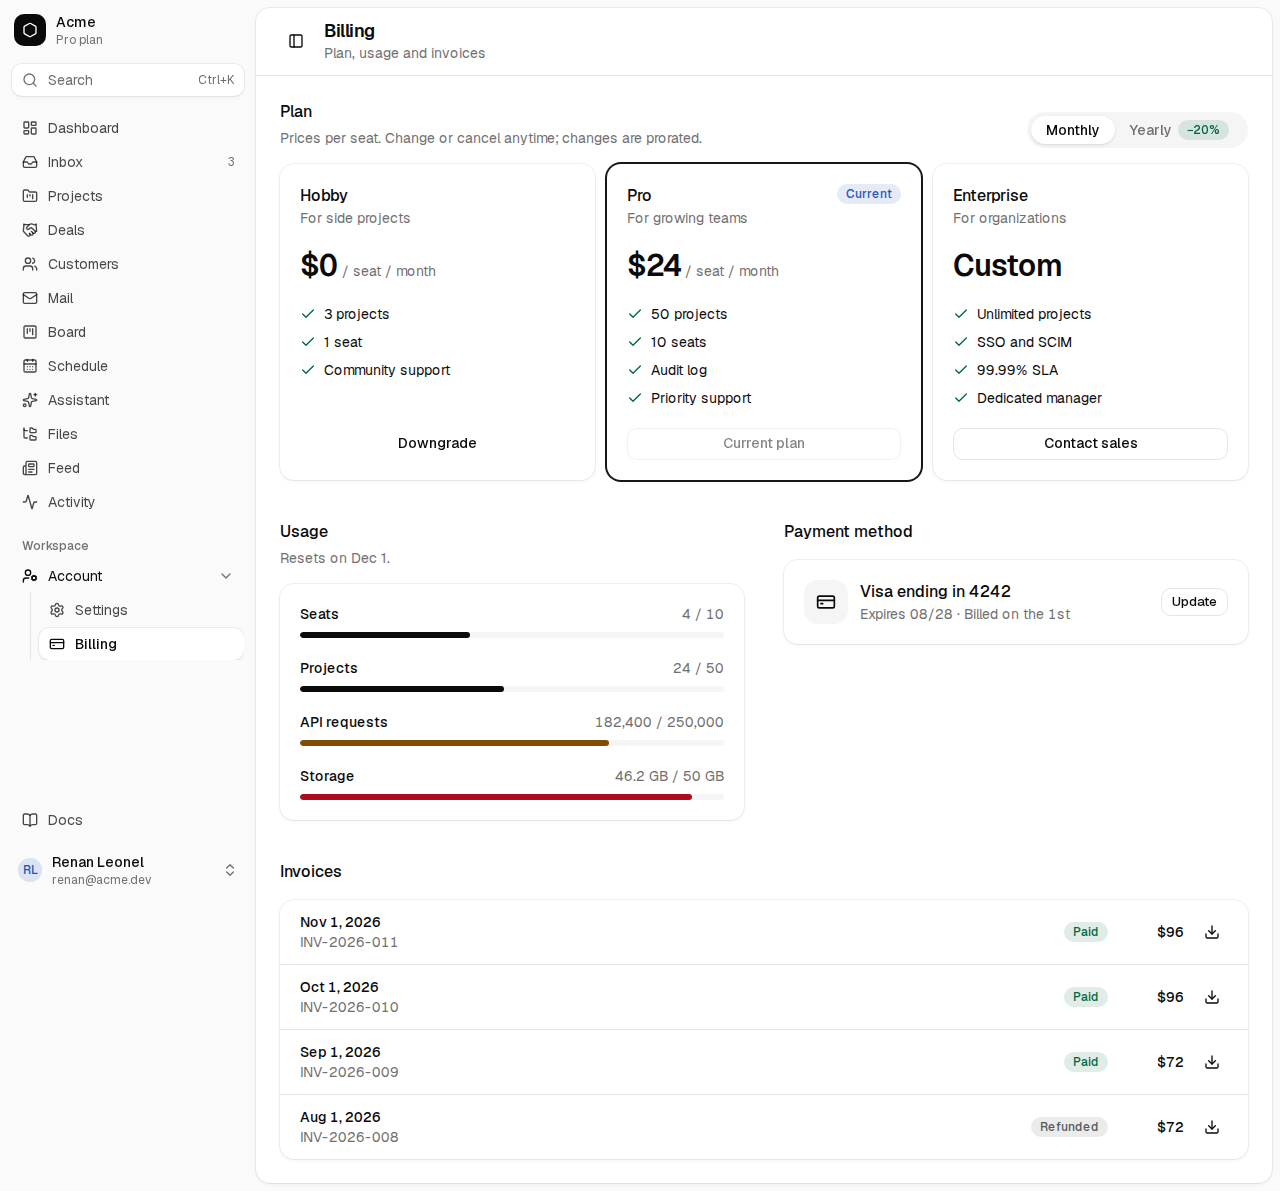 Acme
Pro plan
Search Ctrl+K
Dashboard
Inbox 3
Projects
Deals
Customers
Mail
Board
Schedule
Assistant
Files
Feed
Activity
Workspace
Account
Settings
Billing
Docs
RL
Renan Leonel
renan@acme.dev
Billing
Plan, usage and invoices
Plan
Prices per seat. Change or cancel anytime; changes are prorated.
Monthly Yearly −20%
Hobby
For side projects
$0 / seat / month
3 projects
1 seat
Community support
Downgrade
Pro Current
For growing teams
$24 / seat / month
50 projects
10 seats
Audit log
Priority support
Current plan
Enterprise
For organizations
Custom
Unlimited projects
SSO and SCIM
99.99% SLA
Dedicated manager
Contact sales
Usage
Resets on Dec 1.
Seats 4 / 10
Projects 24 / 50
API requests 182,400 / 250,000
Storage 46.2 GB / 50 GB
Payment method
Visa ending in 4242
Expires 08/28 · Billed on the 1st
Update
Invoices
Nov 1, 2026
INV-2026-011
Paid $96
Oct 1, 2026
INV-2026-010
Paid $96
Sep 1, 2026
INV-2026-009
Paid $72
Aug 1, 2026
INV-2026-008
Refunded $72